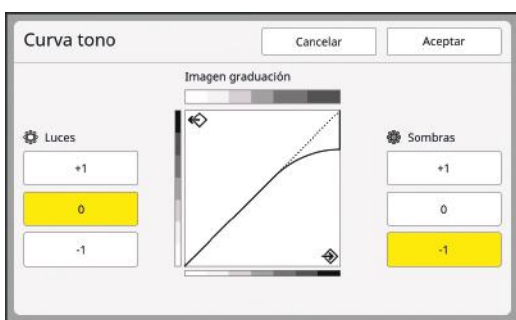 Curva tono
Cancelar
Aceptar
Imagen graduación
Luces
+1
0
-1
Sombras
+1
0
-1